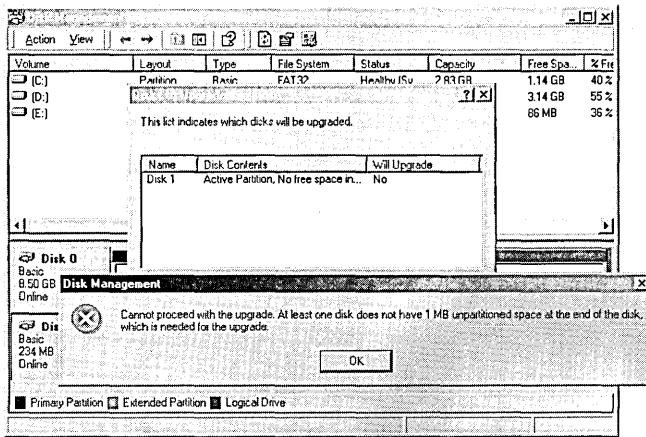 Action View
Volume Layout Type File System Status Capacity Free Spa... % Fre
(C:) Partition Basic FAT32 Healthy (Sy 2.83 GB 1.14 GB 40 %
(D:) 3.14 GB 55 %
(E:) 86 MB 36 %
This list indicates which disks will be upgraded.
Name Disk Contents Will Upgrade
Disk 1 Active Partition, No free space in... No
Disk 0
Basic
8.50 GB
Online
Disk Management
Cannot proceed with the upgrade. At least one disk does not have 1 MB unpartitioned space at the end of the disk,
which is needed for the upgrade.
OK
Dis
Basic
234 MB
Online
Primary Partition Extended Partition Logical Drive